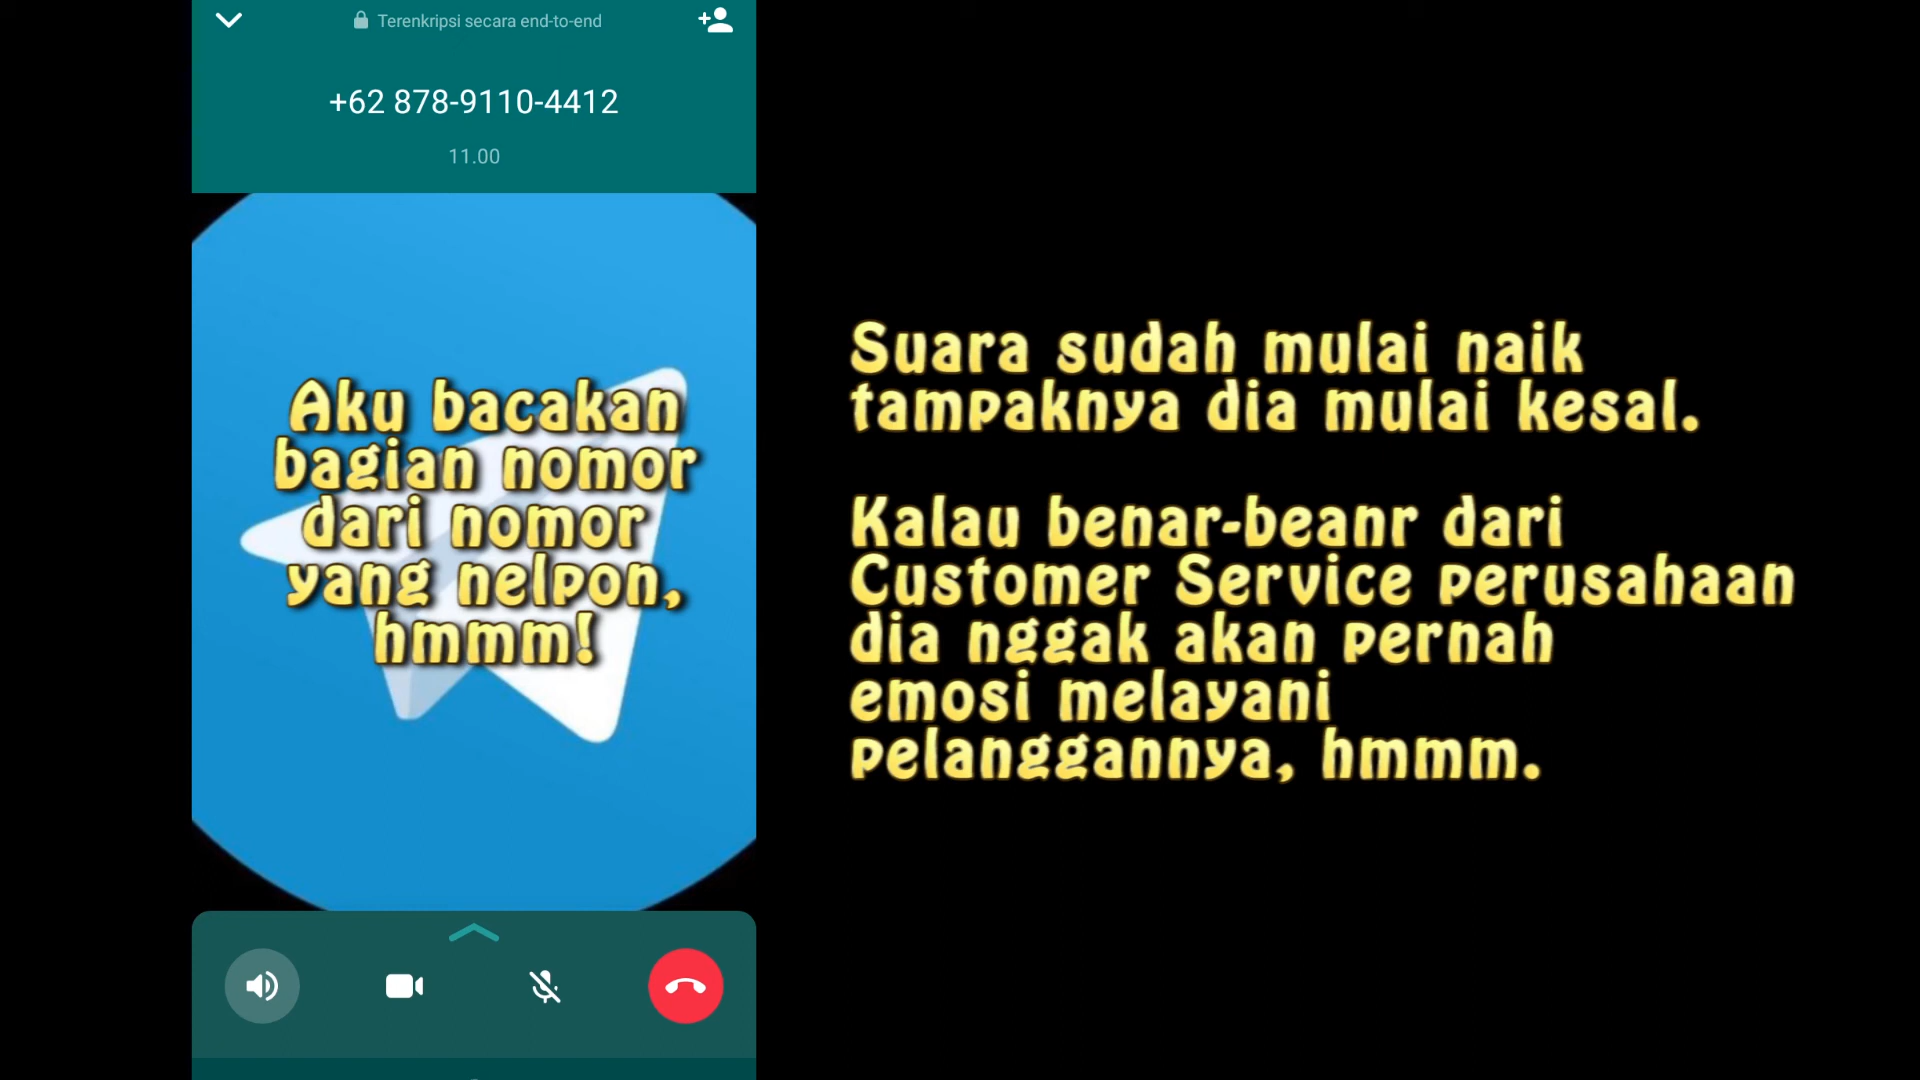 Terenkripsi secara end-to-end
+62 878-9110-4412
11.00
Aku bacakan
bagian nomor
dari nomor
yang nelpon,
hmmm!
Suara sudah mulai naik
tampaknya dia mulai kesal.
Kalau benar-beanr dari
Customer Service perusahaan
dia nggak akan pernah
emosi melayani
pelanggannya, hmmm.